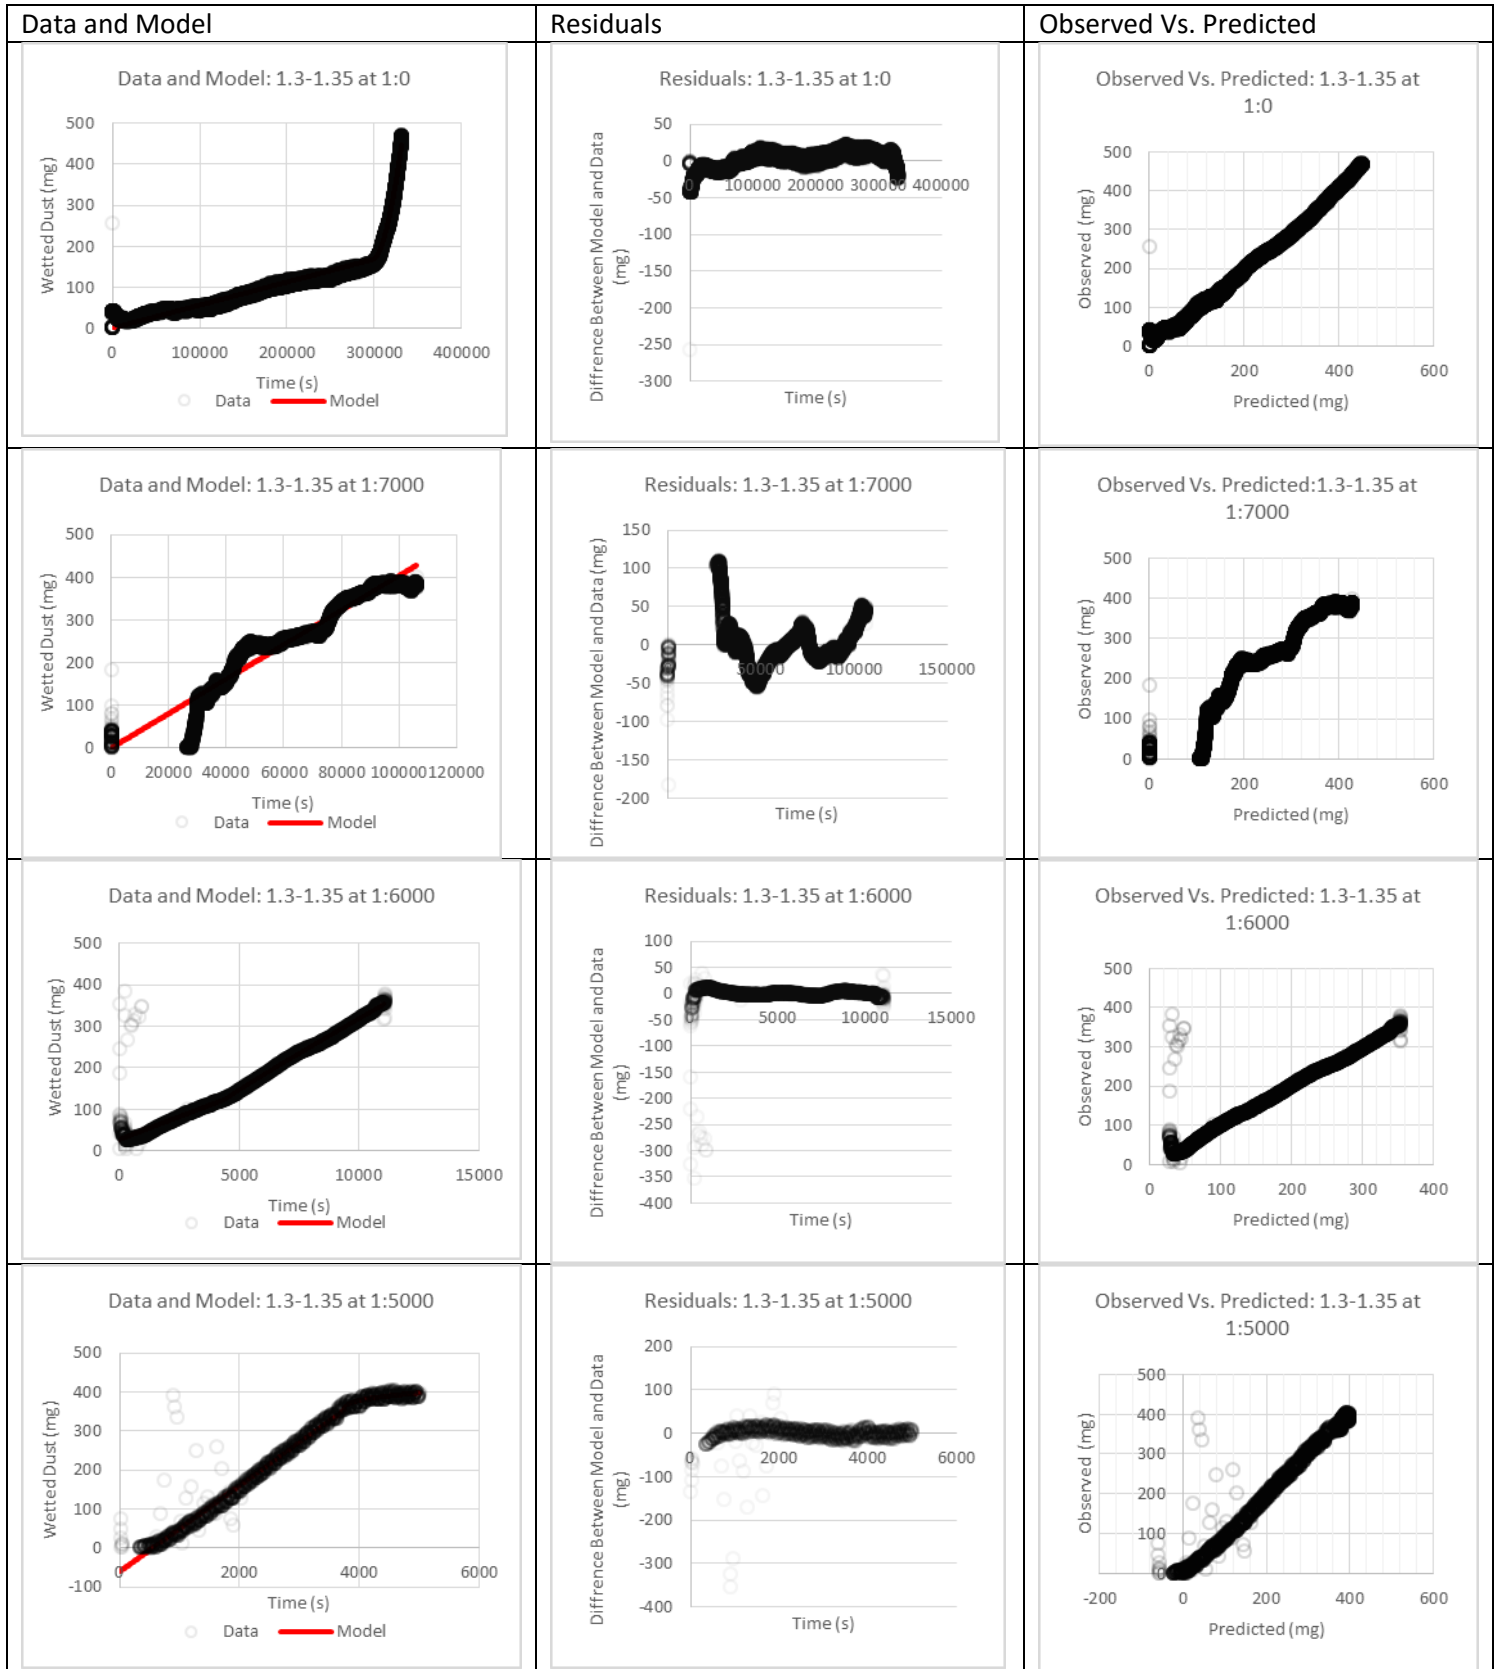 Data and Model
Residuals
Observed Vs. Predicted
Data and Model: 1.3-1.35 at 1:0
Wetted Dust (mg)
500
400
300
200
100
0
0 100000 200000 300000 400000
Time (s)
Data Model
Residuals: 1.3-1.35 at 1:0
Diffrence Between Model and Data
(mg)
50
0
-50
-100
-150
-200
-250
-300
0 100000 200000 300000 400000
Time (s)
Observed Vs. Predicted: 1.3-1.35 at
1:0
Observed (mg)
500
400
300
200
100
0
0 200 400 600
Predicted (mg)
Data and Model: 1.3-1.35 at 1:7000
Wetted Dust (mg)
500
400
300
200
100
0
0 20000 40000 60000 80000 100000 120000
Time (s)
Data Model
Residuals: 1.3-1.35 at 1:7000
Diffrence Between Model and Data (mg)
150
100
50
0
-50
-100
-150
-200
50000 100000 150000
Time (s)
Observed Vs. Predicted:1.3-1.35 at
1:7000
Observed (mg)
500
400
300
200
100
0
0 200 400 600
Predicted (mg)
Data and Model: 1.3-1.35 at 1:6000
Wetted Dust (mg)
500
400
300
200
100
0
0 5000 10000 15000
Time (s)
Data Model
Residuals: 1.3-1.35 at 1:6000
Diffrence Between Model and Data
(mg)
100
50
0
-50
-100
-150
-200
-250
-300
-350
-400
5000 10000 15000
Time (s)
Observed Vs. Predicted: 1.3-1.35 at
1:6000
Observed (mg)
500
400
300
200
100
0
0 100 200 300 400
Predicted (mg)
Data and Model: 1.3-1.35 at 1:5000
Wetted Dust (mg)
500
400
300
200
100
0
-100
0 2000 4000 6000
Time (s)
Data Model
Residuals: 1.3-1.35 at 1:5000
Diffrence Between Model and Data
(mg)
200
100
0
-100
-200
-300
-400
0 2000 4000 6000
Time (s)
Observed Vs. Predicted: 1.3-1.35 at
1:5000
Observed (mg)
500
400
300
200
100
0
-200 0 200 400 600
Predicted (mg)